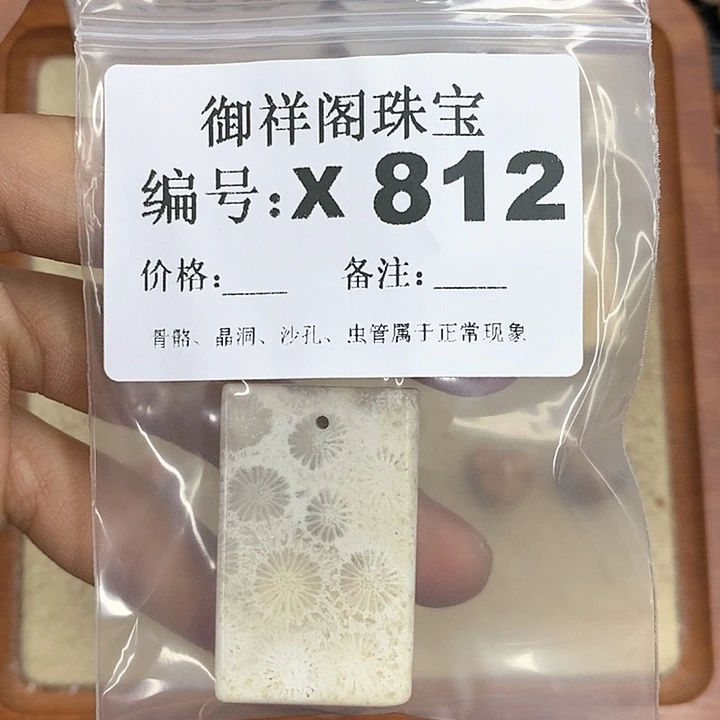 御祥阁珠宝
编号:X 812
价格:____ 备注:____
骨骼、晶洞、沙孔、虫管属于正常现象